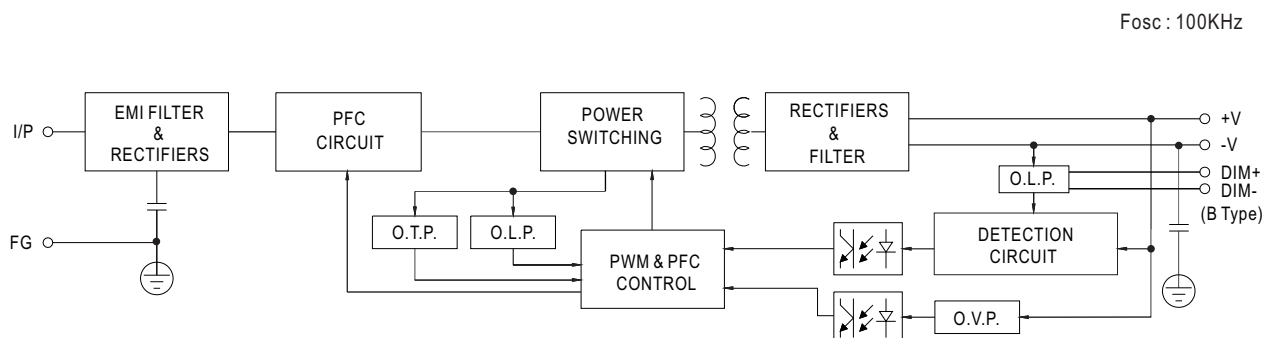 Fosc : 100KHz
I/P
EMI FILTER
&
RECTIFIERS
PFC
CIRCUIT
POWER
SWITCHING
RECTIFIERS
&
FILTER
+V
-V
DIM+
DIM-
(B Type)
O.L.P.
FG
O.T.P.
O.L.P.
PWM & PFC
CONTROL
DETECTION
CIRCUIT
O.V.P.